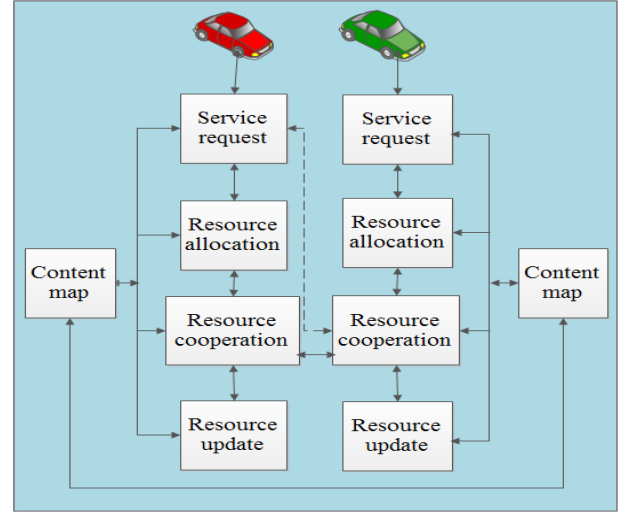 Service
request
Service
request
Resource
allocation
Resource
allocation
Content
map
Content
map
Resource
cooperation
Resource
cooperation
Resource
update
Resource
update